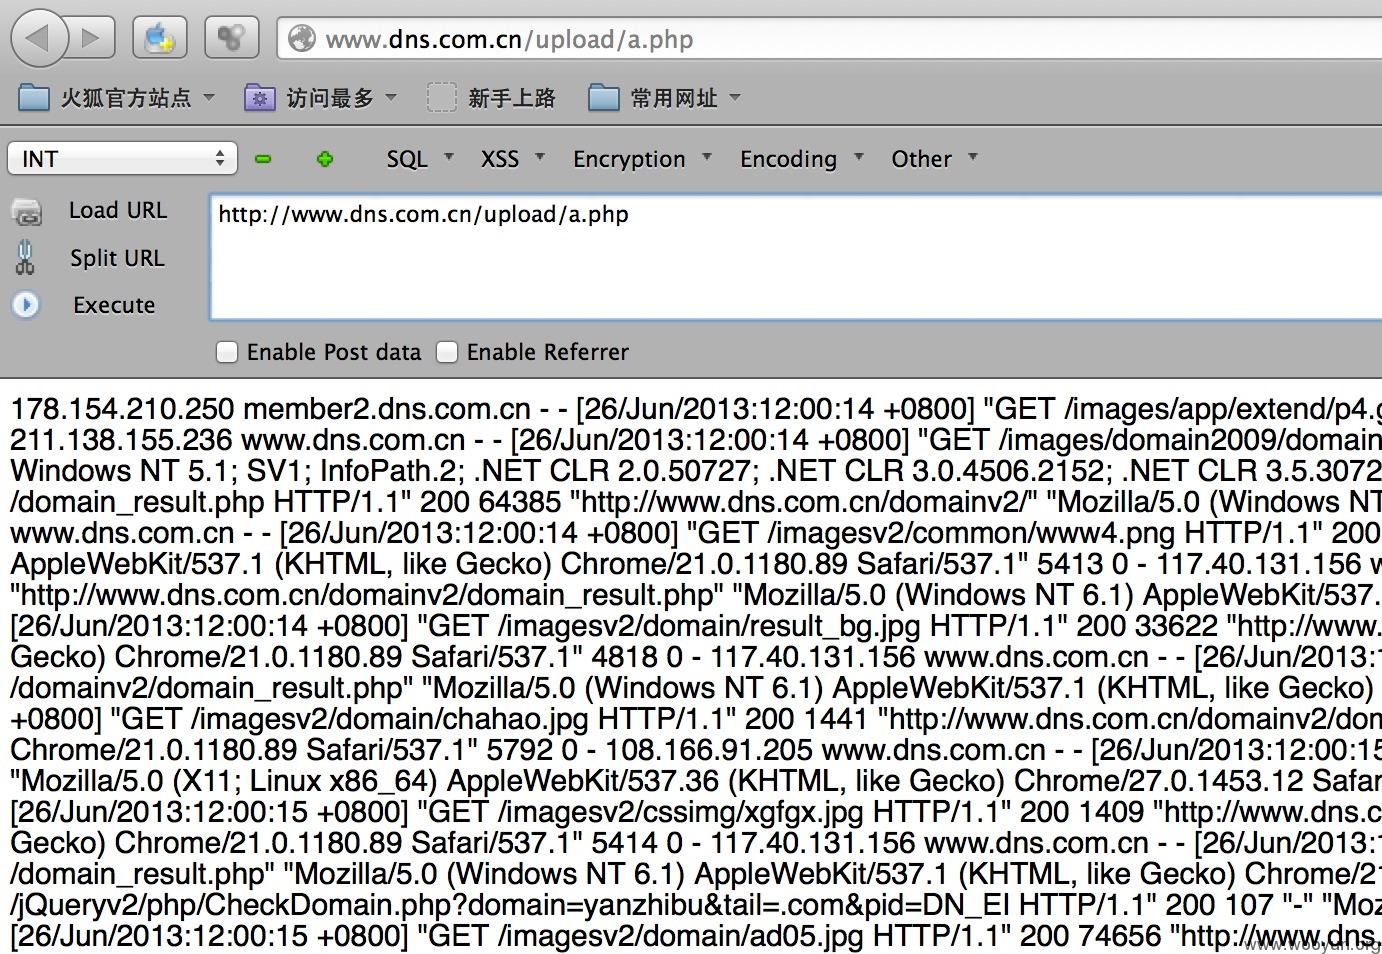 www.dns.com.cn/upload/a.php
火狐官方站点 访问最多 新手上路 常用网址
INT SQL XSS Encryption Encoding Other
Load URL http://www.dns.com.cn/upload/a.php
Split URL
Execute
Enable Post data Enable Referrer
178.154.210.250 member2.dns.com.cn - - [26/Jun/2013:12:00:14 +0800] "GET /images/app/extend/p4.g
211.138.155.236 www.dns.com.cn - - [26/Jun/2013:12:00:14 +0800] "GET /images/domain2009/domain
Windows NT 5.1; SV1; InfoPath.2; .NET CLR 2.0.50727; .NET CLR 3.0.4506.2152; .NET CLR 3.5.3072
/domain_result.php HTTP/1.1" 200 64385 "http://www.dns.com.cn/domainv2/" "Mozilla/5.0 (Windows NT
www.dns.com.cn - - [26/Jun/2013:12:00:14 +0800] "GET /imagesv2/common/www4.png HTTP/1.1" 200
AppleWebKit/537.1 (KHTML, like Gecko) Chrome/21.0.1180.89 Safari/537.1" 5413 0 - 117.40.131.156 w
"http://www.dns.com.cn/domainv2/domain_result.php" "Mozilla/5.0 (Windows NT 6.1) AppleWebKit/537.
[26/Jun/2013:12:00:14 +0800] "GET /imagesv2/domain/result_bg.jpg HTTP/1.1" 200 33622 "http://www.
Gecko) Chrome/21.0.1180.89 Safari/537.1" 4818 0 - 117.40.131.156 www.dns.com.cn - - [26/Jun/2013:1
/domainv2/domain_result.php" "Mozilla/5.0 (Windows NT 6.1) AppleWebKit/537.1 (KHTML, like Gecko)
+0800] "GET /imagesv2/domain/chahao.jpg HTTP/1.1" 200 1441 "http://www.dns.com.cn/domainv2/don
Chrome/21.0.1180.89 Safari/537.1" 5792 0 - 108.166.91.205 www.dns.com.cn - - [26/Jun/2013:12:00:15
"Mozilla/5.0 (X11; Linux x86_64) AppleWebKit/537.36 (KHTML, like Gecko) Chrome/27.0.1453.12 Safar
[26/Jun/2013:12:00:15 +0800] "GET /imagesv2/cssimg/xgfgx.jpg HTTP/1.1" 200 1409 "http://www.dns.c
Gecko) Chrome/21.0.1180.89 Safari/537.1" 5414 0 - 117.40.131.156 www.dns.com.cn - - [26/Jun/2013:1
/domain_result.php" "Mozilla/5.0 (Windows NT 6.1) AppleWebKit/537.1 (KHTML, like Gecko) Chrome/21
/jQueryv2/php/CheckDomain.php?domain=yanzhibu&tail=.com&pid=DN_EI HTTP/1.1" 200 107 "-" "Moz
[26/Jun/2013:12:00:15 +0800] "GET /imagesv2/domain/ad05.jpg HTTP/1.1" 200 74656 "http://www.dns.
www.wooyun.org